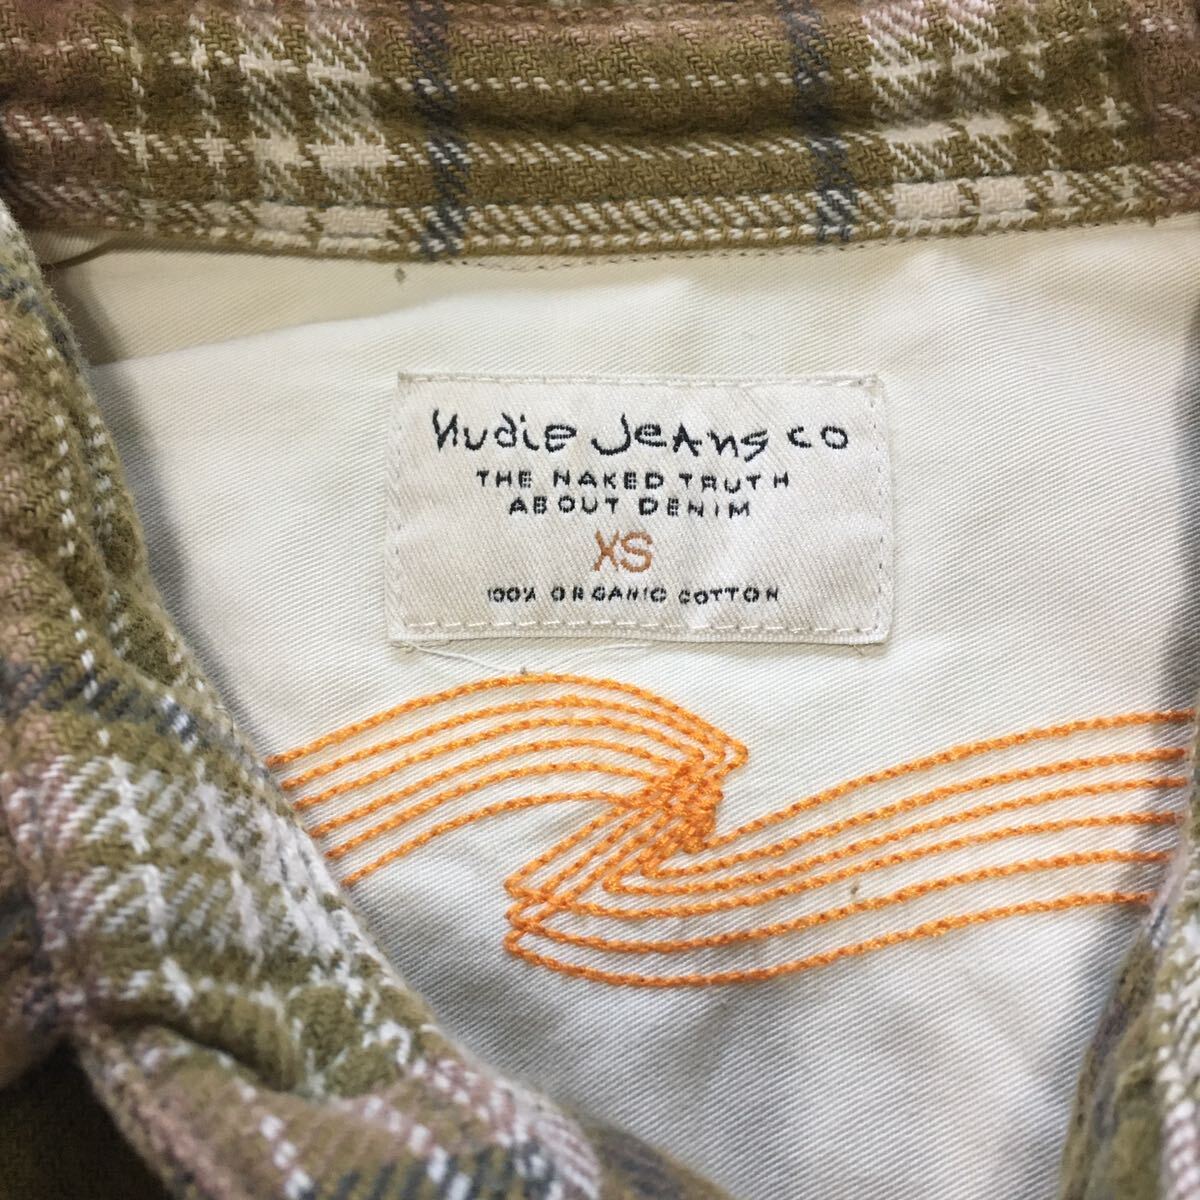 Nudie Jeans co
THE NAKED TRUTH
ABOUT DENIM
XS
100% ORGANIC COTTON